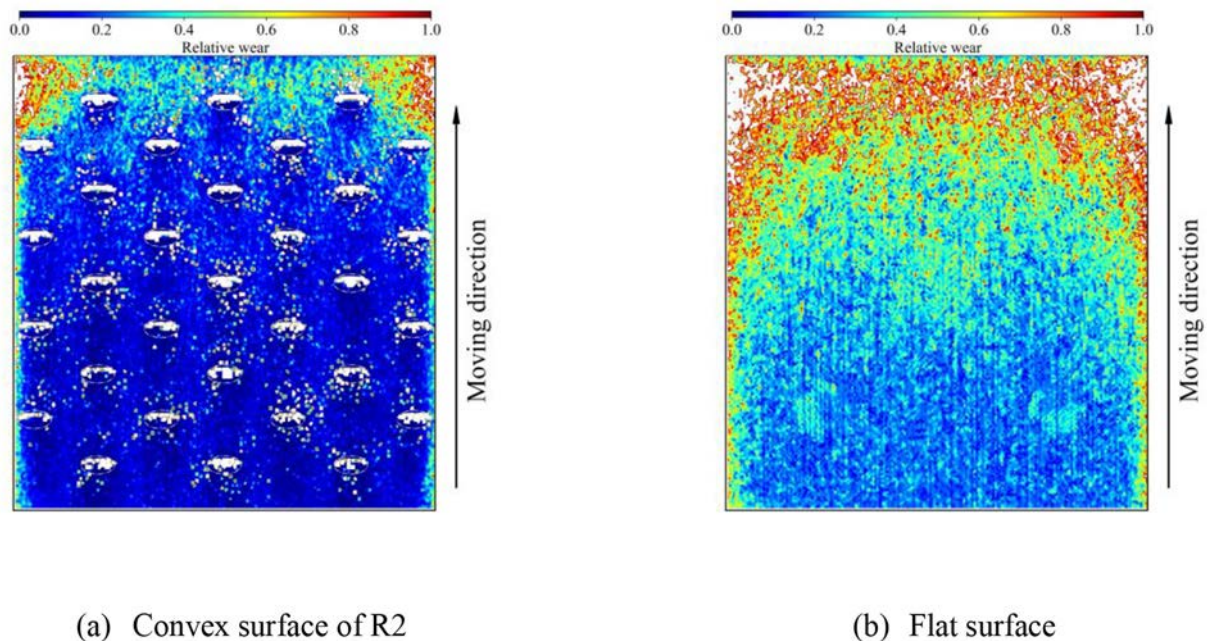 0.0 0.2 0.4 0.6 0.8 1.0
Relative wear
Moving direction
(a) Convex surface of R2
0.0 0.2 0.4 0.6 0.8 1.0
Relative wear
Moving direction
(b) Flat surface